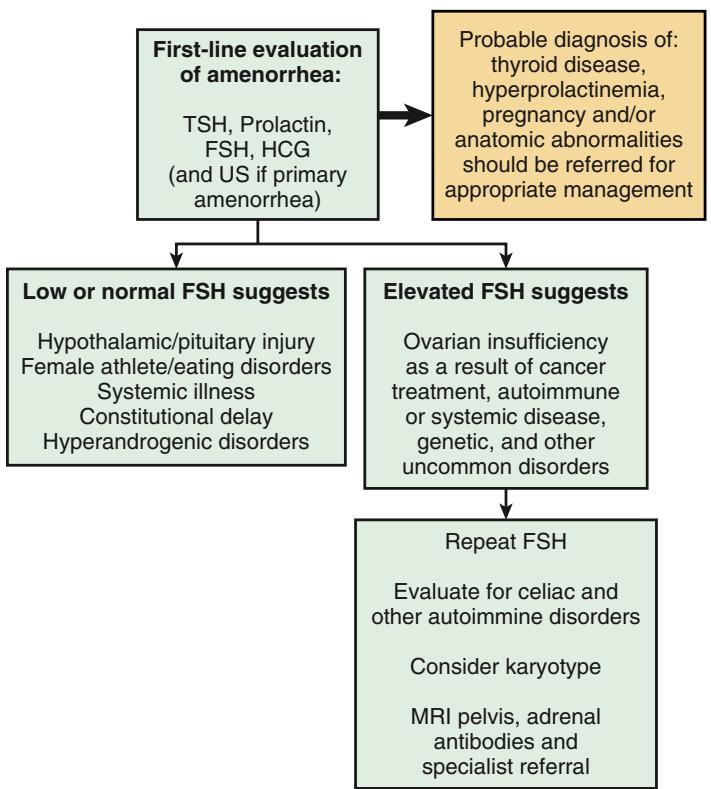 First-line evaluation
of amenorrhea:
TSH, Prolactin,
FSH, HCG
(and US if primary
amenorrhea)
Probable diagnosis of:
thyroid disease,
hyperprolactinemia,
pregnancy and/or
anatomic abnormalities
should be referred for
appropriate management
Low or normal FSH suggests
Hypothalamic/pituitary injury
Female athlete/eating disorders
Systemic illness
Constitutional delay
Hyperandrogenic disorders
Elevated FSH suggests
Ovarian insufficiency
as a result of cancer
treatment, autoimmune
or systemic disease,
genetic, and other
uncommon disorders
Repeat FSH
Evaluate for celiac and
other autoimmine disorders
Consider karyotype
MRI pelvis, adrenal
antibodies and
specialist referral